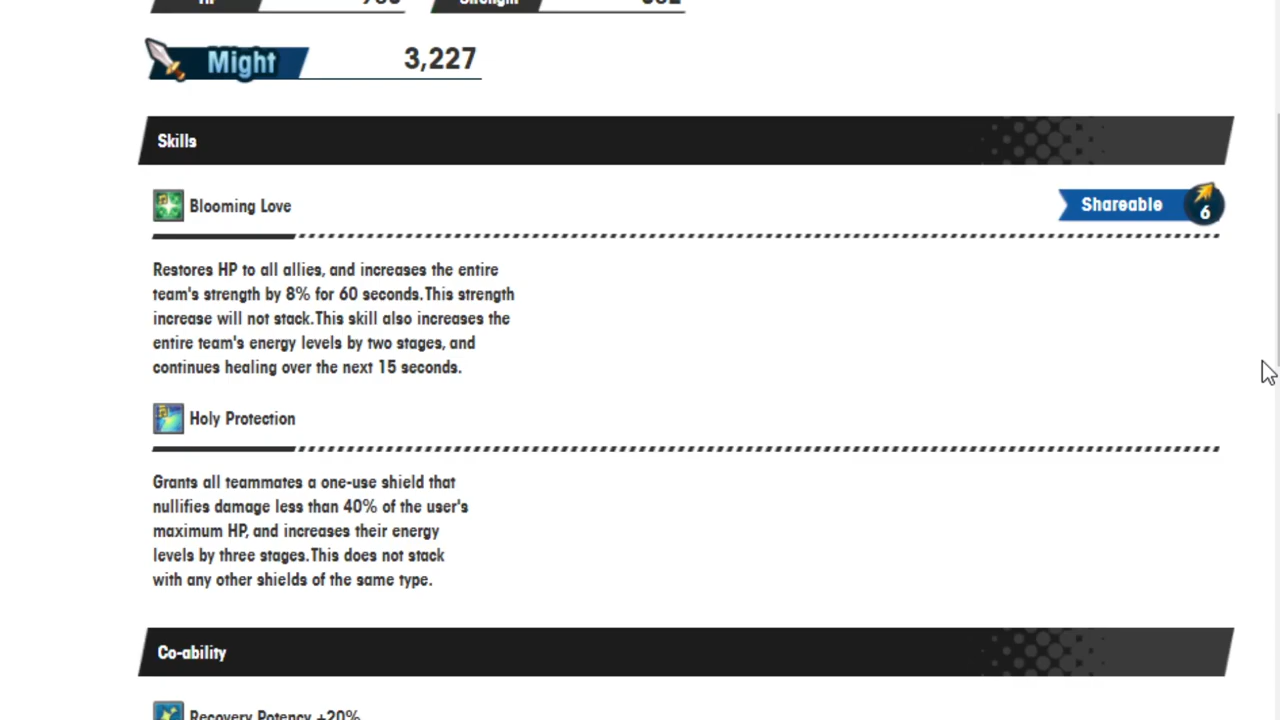 Might 3,227
Skills
Blooming Love
Shareable 6
Restores HP to all allies, and increases the entire
team's strength by 8% for 60 seconds.This strength
increase will not stack.This skill also increases the
entire team's energy levels by two stages, and
continues healing over the next 15 seconds.
Holy Protection
Grants all teammates a one-use shield that
nullifies damage less than 40% of the user's
maximum HP, and increases their energy
levels by three stages.This does not stack
with any other shields of the same type.
Co-ability
Recovery Potency +20%